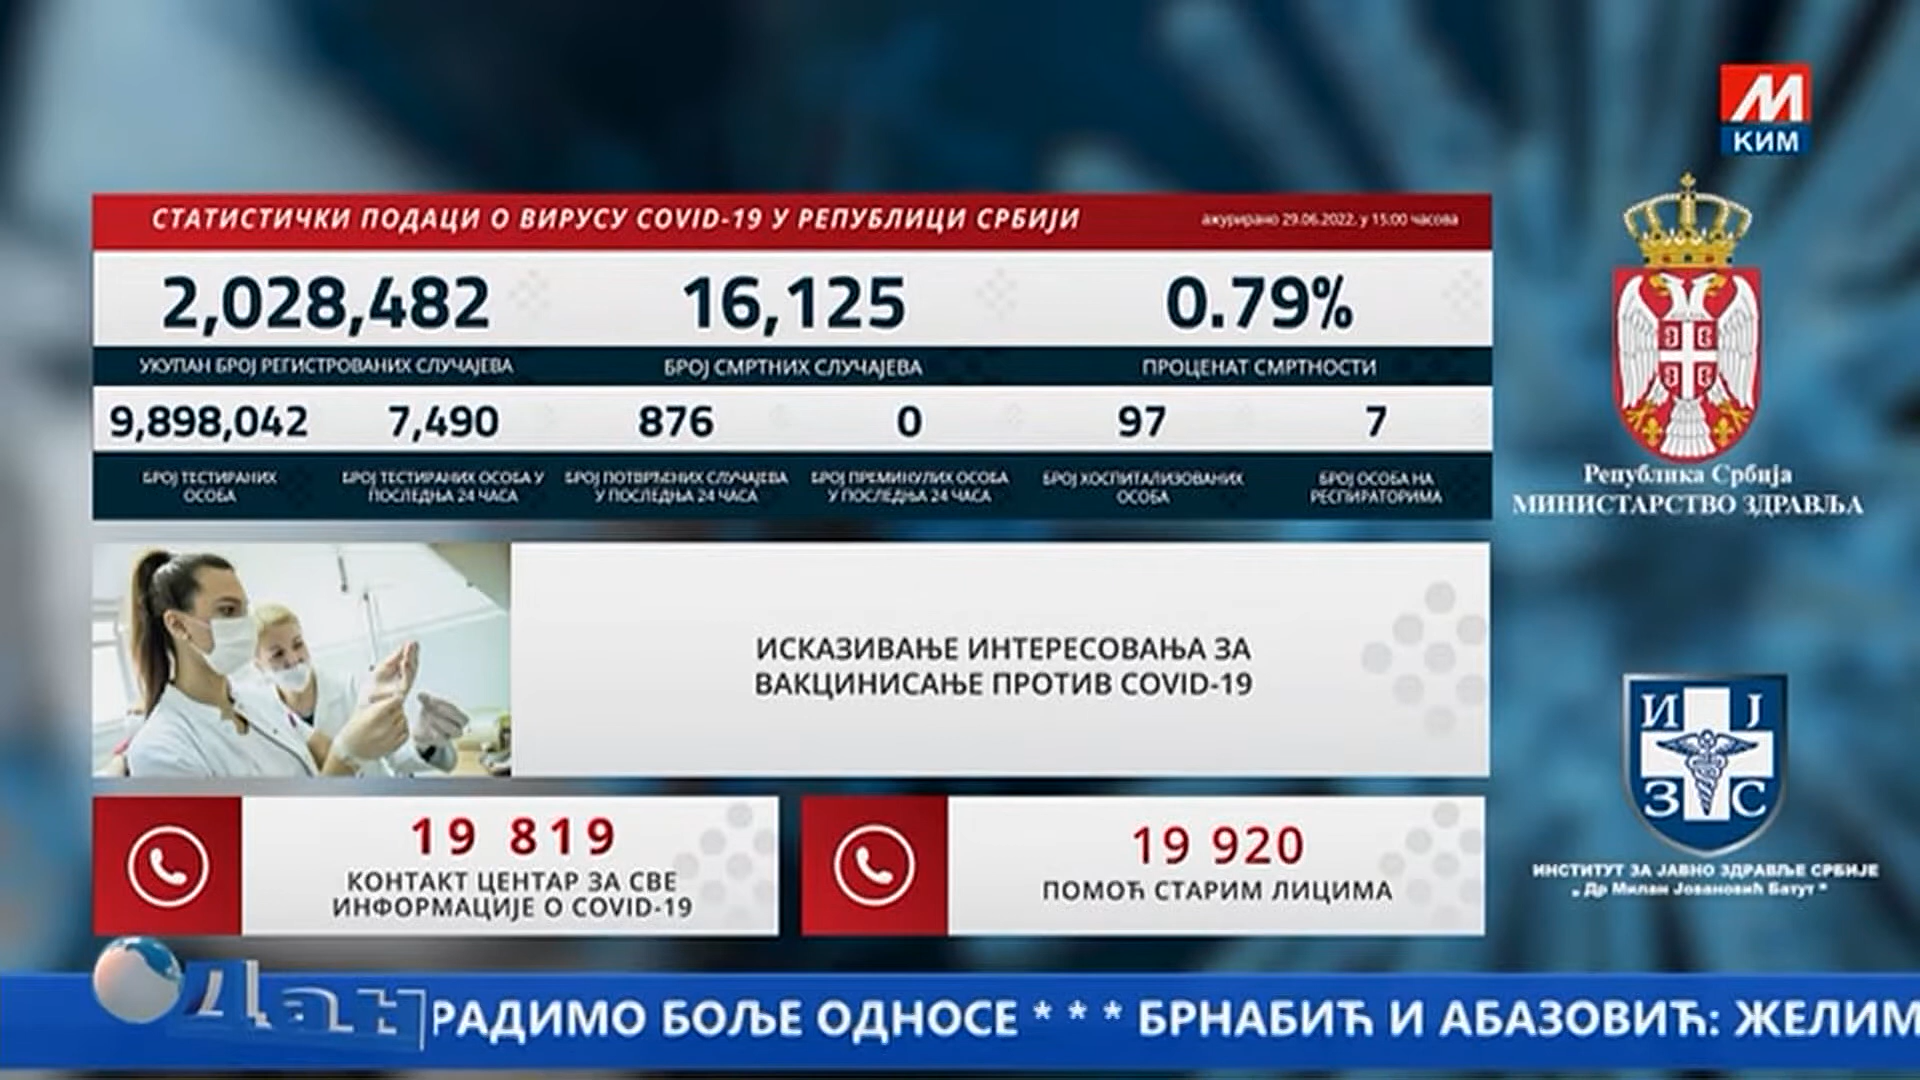 М
КИМ
СТАТИСТИЧКИ ПОДАЦИ О ВИРУСУ COVID-19 У РЕПУБЛИЦИ СРБИЈИ
ажурирано 29.06.2022. у 15:00 часова
2,028,482
16,125
0.79%
УКУПАН БРОЈ РЕГИСТРОВАНИХ СЛУЧАЈЕВА
БРОЈ СМРТНИХ СЛУЧАЈЕВА
ПРОЦЕНАТ СМРТНОСТИ
9,898,042
7,490
876
0
97
7
БРОЈ ТЕСТИРАНИХ
ОСОБА
БРОЈ ТЕСТИРАНИХ ОСОБА У
ПОСЛЕДЊА 24 ЧАСА
БРОЈ ПОТВРЂЕНИХ СЛУЧАЈЕВА
У ПОСЛЕДЊА 24 ЧАСА
БРОЈ ПРЕМИНУЛИХ ОСОБА
У ПОСЛЕДЊА 24 ЧАСА
БРОЈ ХОСПИТАЛИЗОВАНИХ
ОСОБА
БРОЈ ОСОБА НА
РЕСПИРАТОРИМА
Република Србија
МИНИСТАРСТВО ЗДРАВЉА
ИСКАЗИВАЊЕ ИНТЕРЕСОВАЊА ЗА
ВАКЦИНИСАЊЕ ПРОТИВ COVID-19
И Ј
З С
ИНСТИТУТ ЗА ЈАВНО ЗДРАВЉЕ СРБИЈЕ
„ Др Милан Јовановић Батут "
19 819
КОНТАКТ ЦЕНТАР ЗА СВЕ
ИНФОРМАЦИЈЕ О COVID-19
19 920
ПОМОЋ СТАРИМ ЛИЦИМА
Дан
РАДИМО БОЉЕ ОДНОСЕ * * * БРНАБИЋ И АБАЗОВИЋ: ЖЕЛИМ